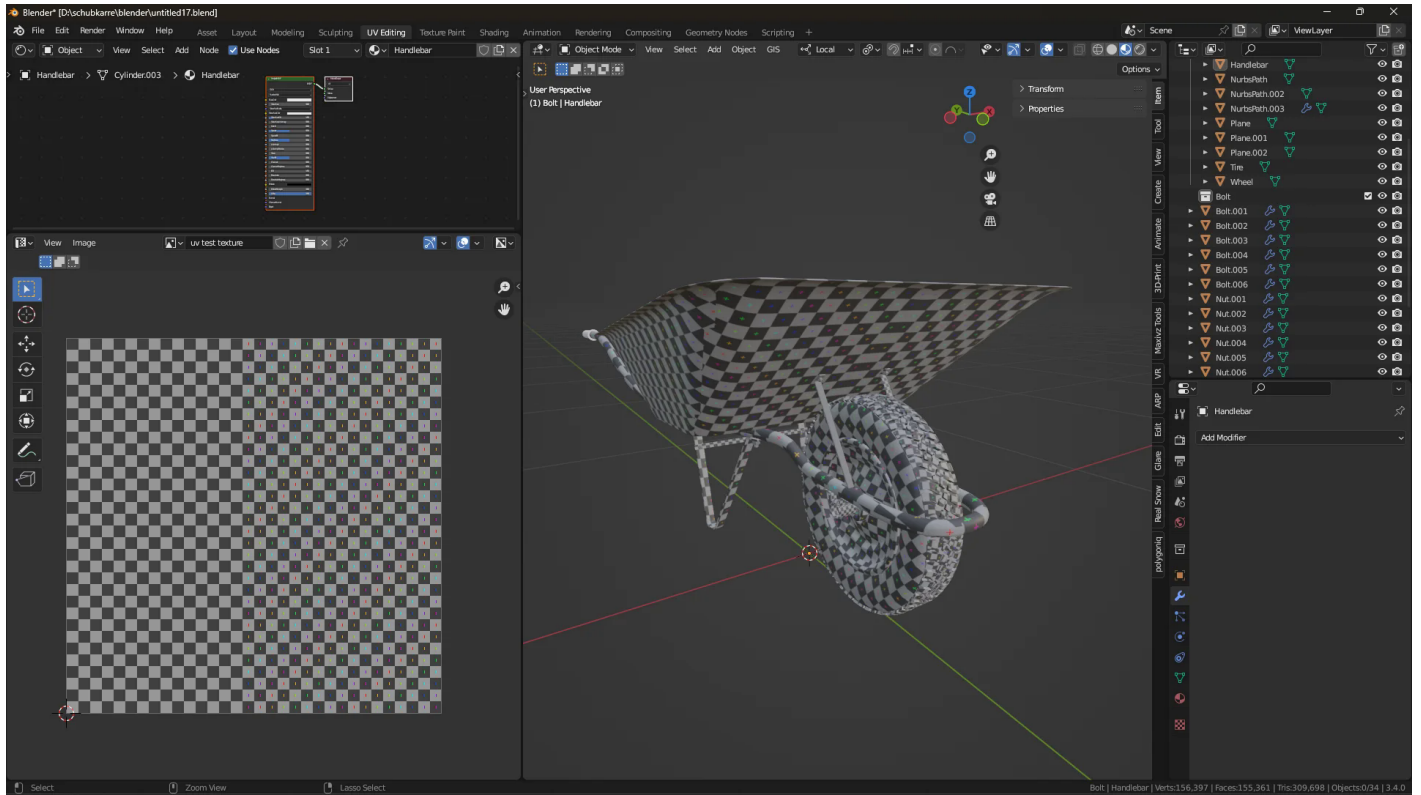 Blender* [D:\schubkarre\blender\untitled17.blend]
File Edit Render Window Help Asset Layout Modeling Sculpting UV Editing Texture Paint Shading Animation Rendering Compositing Geometry Nodes Scripting + Scene ViewLayer
Object View Select Add Node Use Nodes Slot 1 Handlebar
Object Mode View Select Add Object GIS Local
Options
Handlebar > Cylinder.003 > Handlebar
User Perspective
(1) Bolt | Handlebar
Z
Y
X
Transform
Properties
Item
Tool
View
Create
Animate
3D-Print
Maxivz Tools
VR
ARP
Edit
Glare
Real Snow
polygoniq
View Image uv test texture
Handlebar
NurbsPath
NurbsPath.002
NurbsPath.003
Plane
Plane.001
Plane.002
Tire
Wheel
Bolt
Bolt.001
Bolt.002
Bolt.003
Bolt.004
Bolt.005
Bolt.006
Nut.001
Nut.002
Nut.003
Nut.004
Nut.005
Nut.006
Handlebar
Add Modifier
Select Zoom View Lasso Select
Bolt | Handlebar | Verts:156,397 | Faces:155,361 | Tris:309,698 | Objects:0/34 | 3.4.0